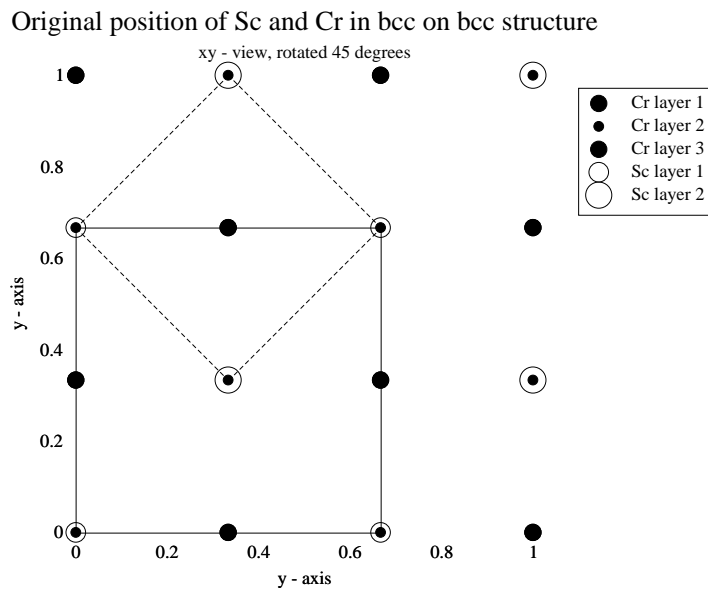 Original position of Sc and Cr in bcc on bcc structure
xy - view, rotated 45 degrees
1
0.8
0.6
0.4
0.2
0
y - axis
0
0.2
0.4
0.6
0.8
1
y - axis
Cr layer 1
Cr layer 2
Cr layer 3
Sc layer 1
Sc layer 2